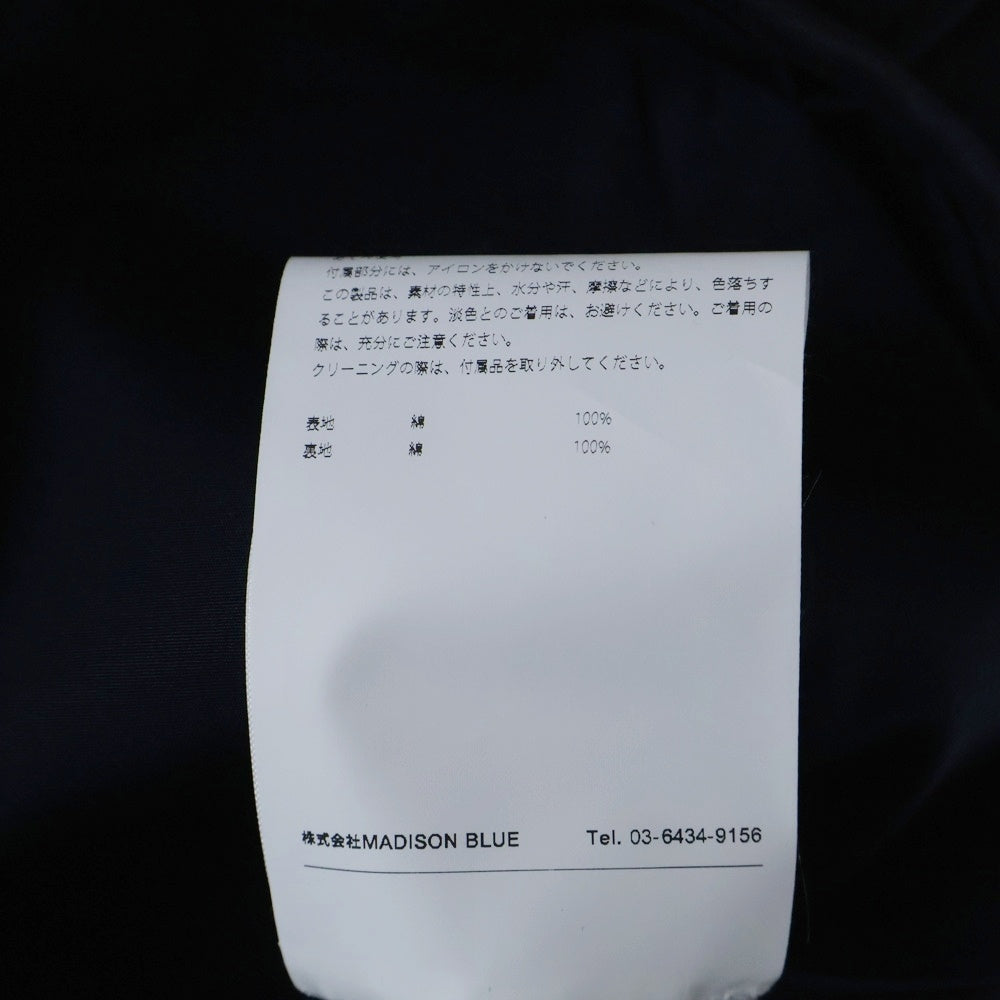 付属部分には、アイロンをかけないでください。
この製品は、素材の特性上、水分や汗、摩擦などにより、色落ちす
ることがあります。淡色とのご着用は、お避けください。ご着用の
際は、充分にご注意ください。
クリーニングの際は、付属品を取り外してください。
表地 綿 100%
裏地 綿 100%
株式会社MADISON BLUE Tel. 03-6434-9156